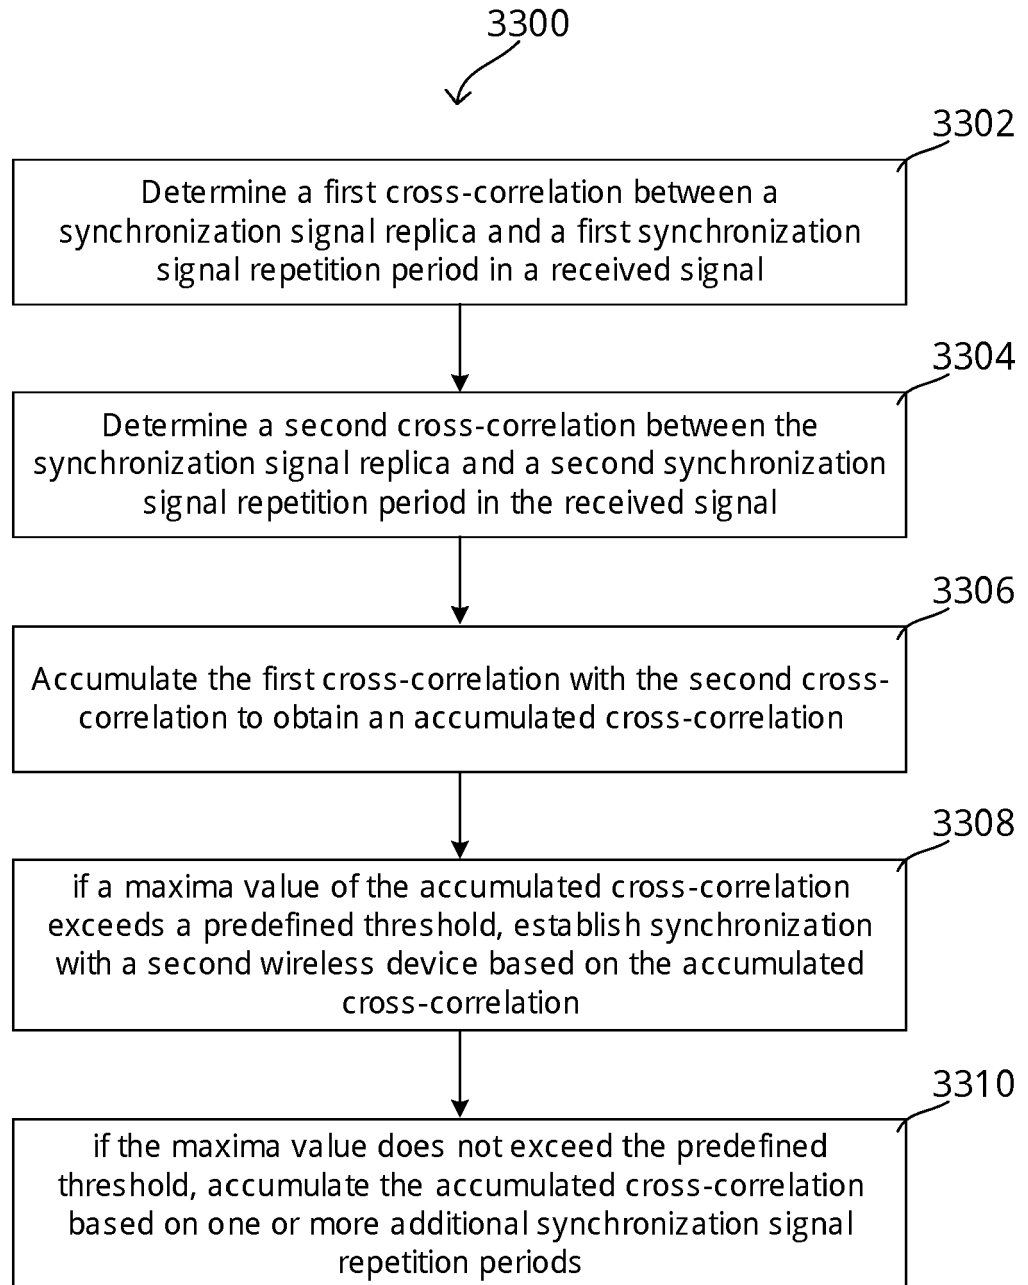 3300
3302
Determine a first cross-correlation between a
synchronization signal replica and a first synchronization
signal repetition period in a received signal
3304
Determine a second cross-correlation between the
synchronization signal replica and a second synchronization
signal repetition period in the received signal
3306
Accumulate the first cross-correlation with the second cross-
correlation to obtain an accumulated cross-correlation
3308
if a maxima value of the accumulated cross-correlation
exceeds a predefined threshold, establish synchronization
with a second wireless device based on the accumulated
cross-correlation
3310
if the maxima value does not exceed the predefined
threshold, accumulate the accumulated cross-correlation
based on one or more additional synchronization signal
repetition periods